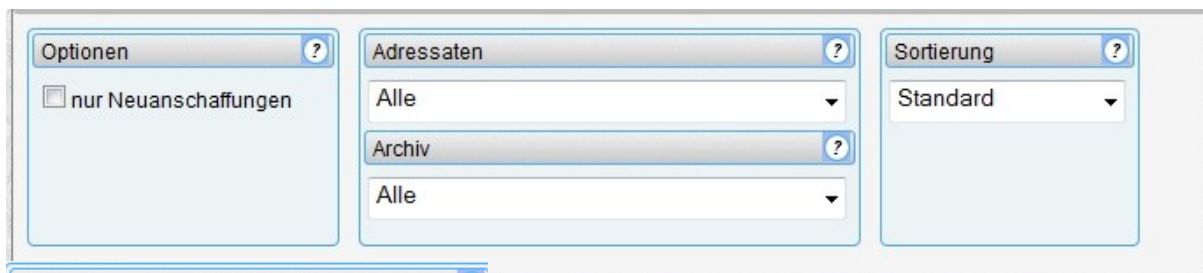 Optionen ?
nur Neuanschaffungen
Adressaten ?
Alle
Archiv ?
Alle
Sortierung ?
Standard